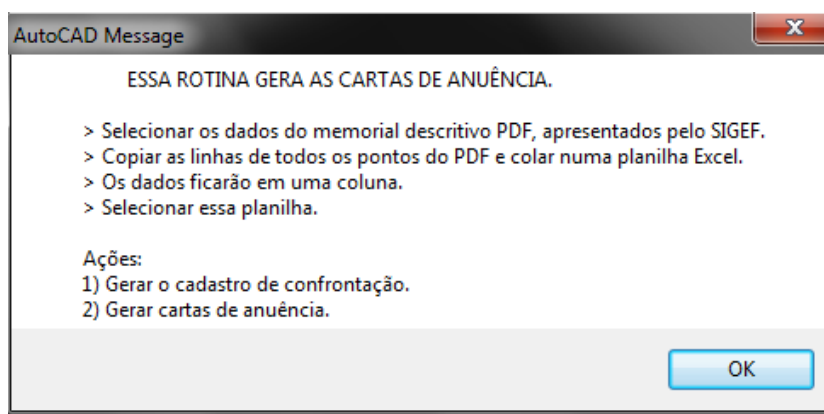 AutoCAD Message
ESSA ROTINA GERA AS CARTAS DE ANUÊNCIA.
> Selecionar os dados do memorial descritivo PDF, apresentados pelo SIGEF.
> Copiar as linhas de todos os pontos do PDF e colar numa planilha Excel.
> Os dados ficarão em uma coluna.
> Selecionar essa planilha.
Ações:
1) Gerar o cadastro de confrontação.
2) Gerar cartas de anuência.
OK